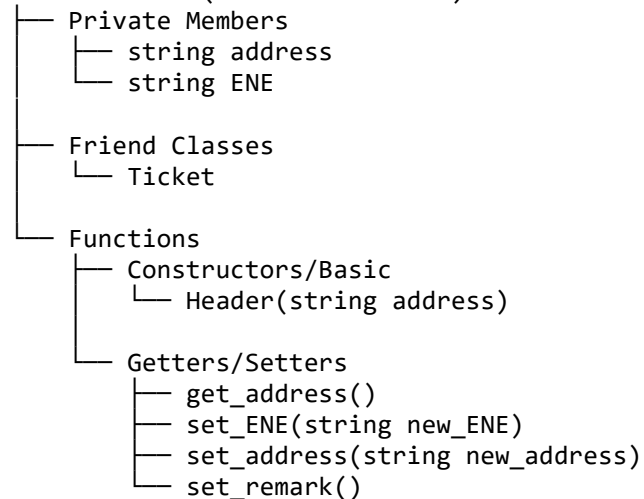 ├── Private Members
│   ├── string address
│   └── string ENE
│
├── Friend Classes
│   └── Ticket
│
└── Functions
    ├── Constructors/Basic
    │   └── Header(string address)
    │
    └── Getters/Setters
        ├── get_address()
        ├── set_ENE(string new_ENE)
        ├── set_address(string new_address)
        └── set_remark()